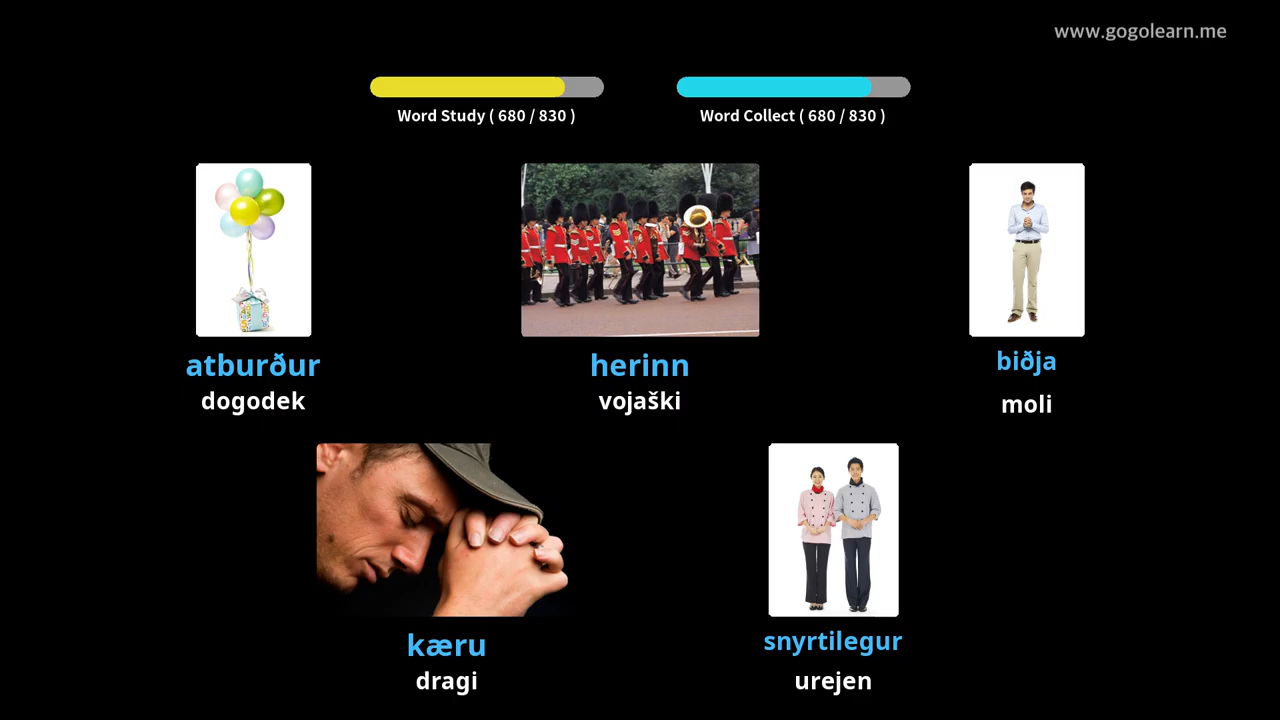 www.gogolearn.me
Word Study ( 680 / 830 )
Word Collect ( 680 / 830 )
atburður
dogodek
herinn
vojaški
biðja
moli
kæru
dragi
snyrtilegur
urejen